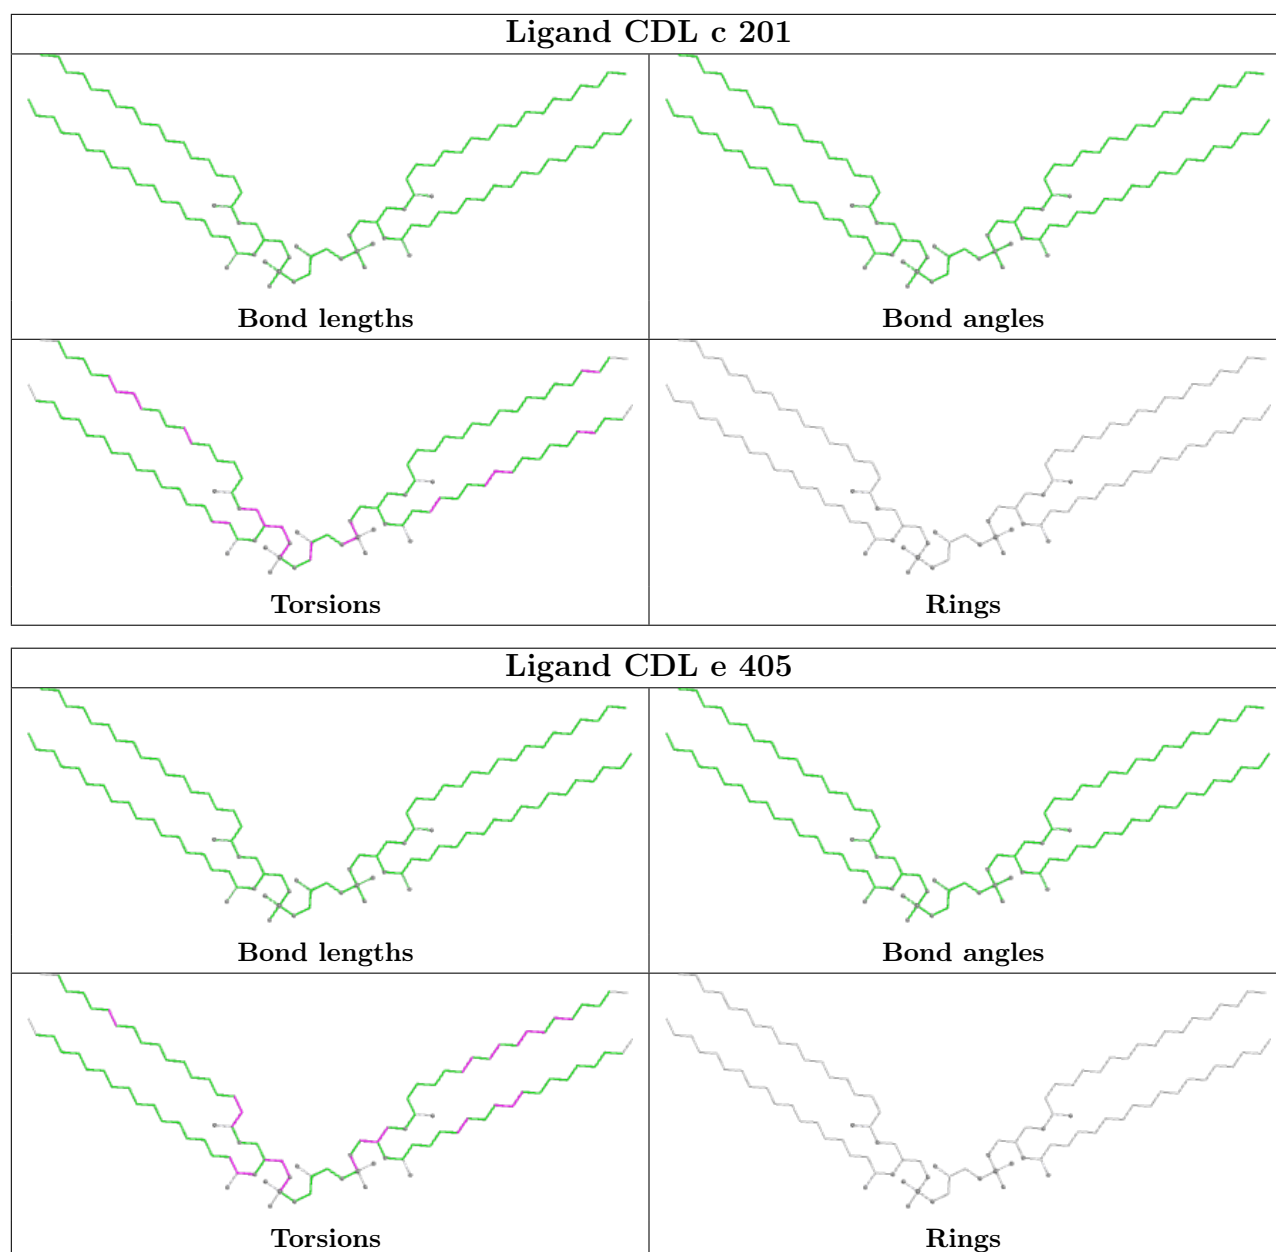 Ligand CDL c 201
Bond lengths
Bond angles
Torsions
Rings
Ligand CDL e 405
Bond lengths
Bond angles
Torsions
Rings